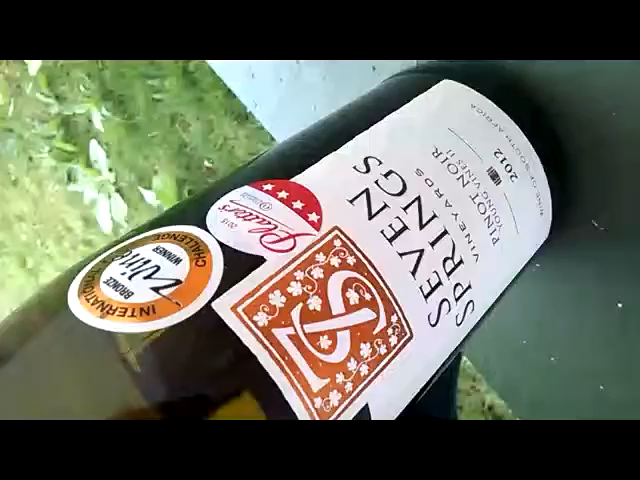 INTERNATIONAL
Wine
CHALLENGE
BRONZE
WINNER
Platter's
2015
SEVEN
SPRINGS
VINEYARDS
PINOT NOIR
YOUNG VINES II
2012
WINE OF SOUTH AFRICA